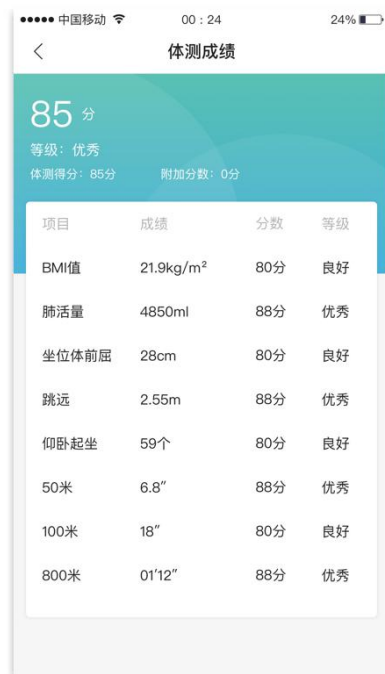 中国移动 00：24 24%
体测成绩
85 分
等级：优秀
体测得分：85分 附加分数：0分
项目 成绩 分数 等级
BMI值 21.9kg/m² 80分 良好
肺活量 4850ml 88分 优秀
坐位体前屈 28cm 80分 良好
跳远 2.55m 88分 优秀
仰卧起坐 59个 80分 良好
50米 6.8″ 88分 优秀
100米 18″ 80分 良好
800米 01′12″ 88分 优秀